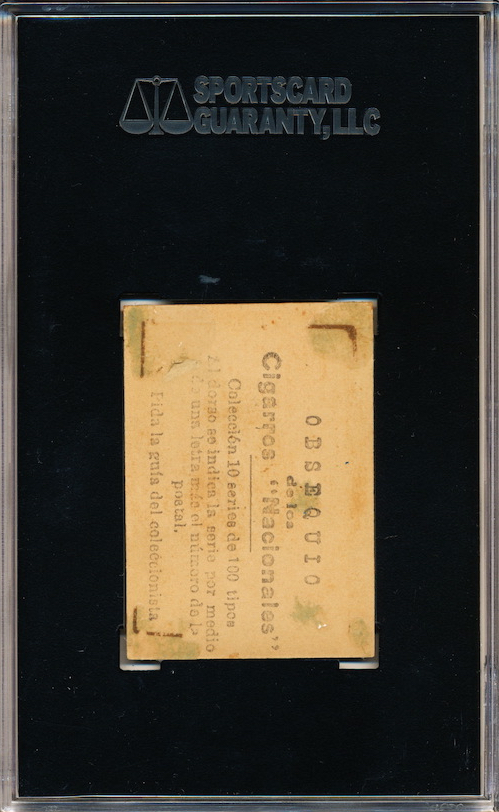 SPORTSCARD
GUARANTY, LLC
OBSEQUIO
de los
Cigarros "Nacionales"
Colección 10 series de 100 tipos
Al dorso se indica la serie por medio
de una letra más el número de la
postal.
Pida la guía del coleccionista